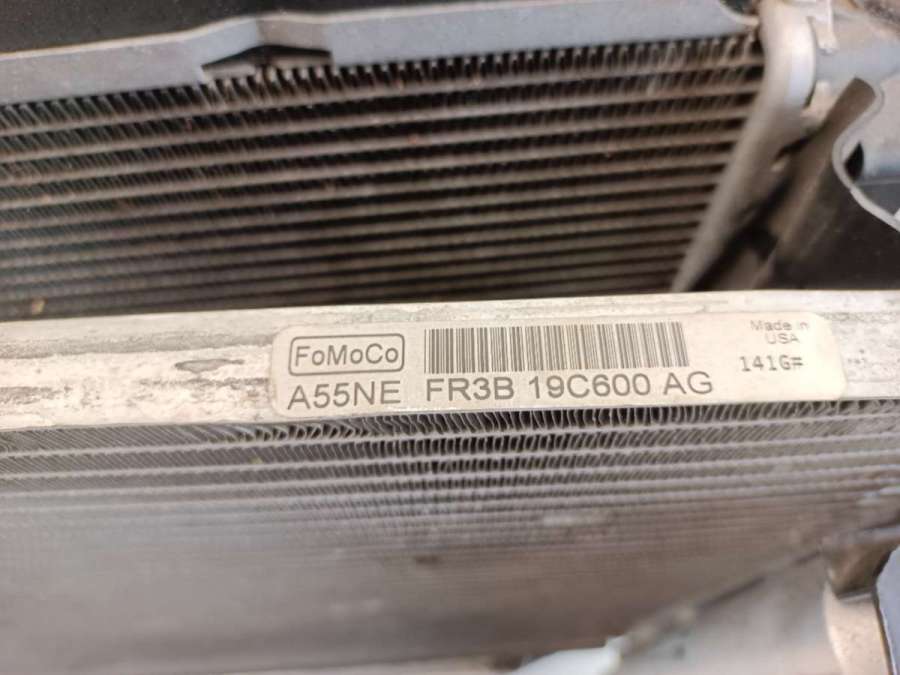 FoMoCo
Made in
USA
141G#
A55NE FR3B 19C600 AG